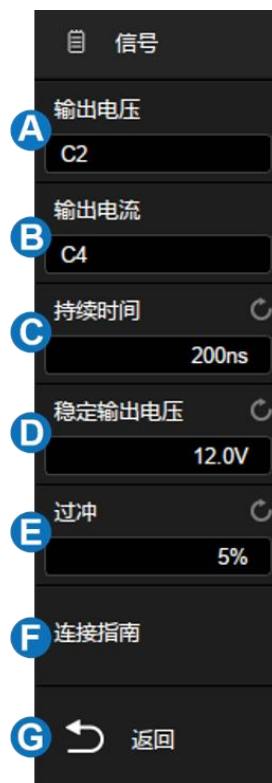 信号
A 输出电压
C2
B 输出电流
C4
C 持续时间
200ns
D 稳定输出电压
12.0V
E 过冲
5%
F 连接指南
G 返回